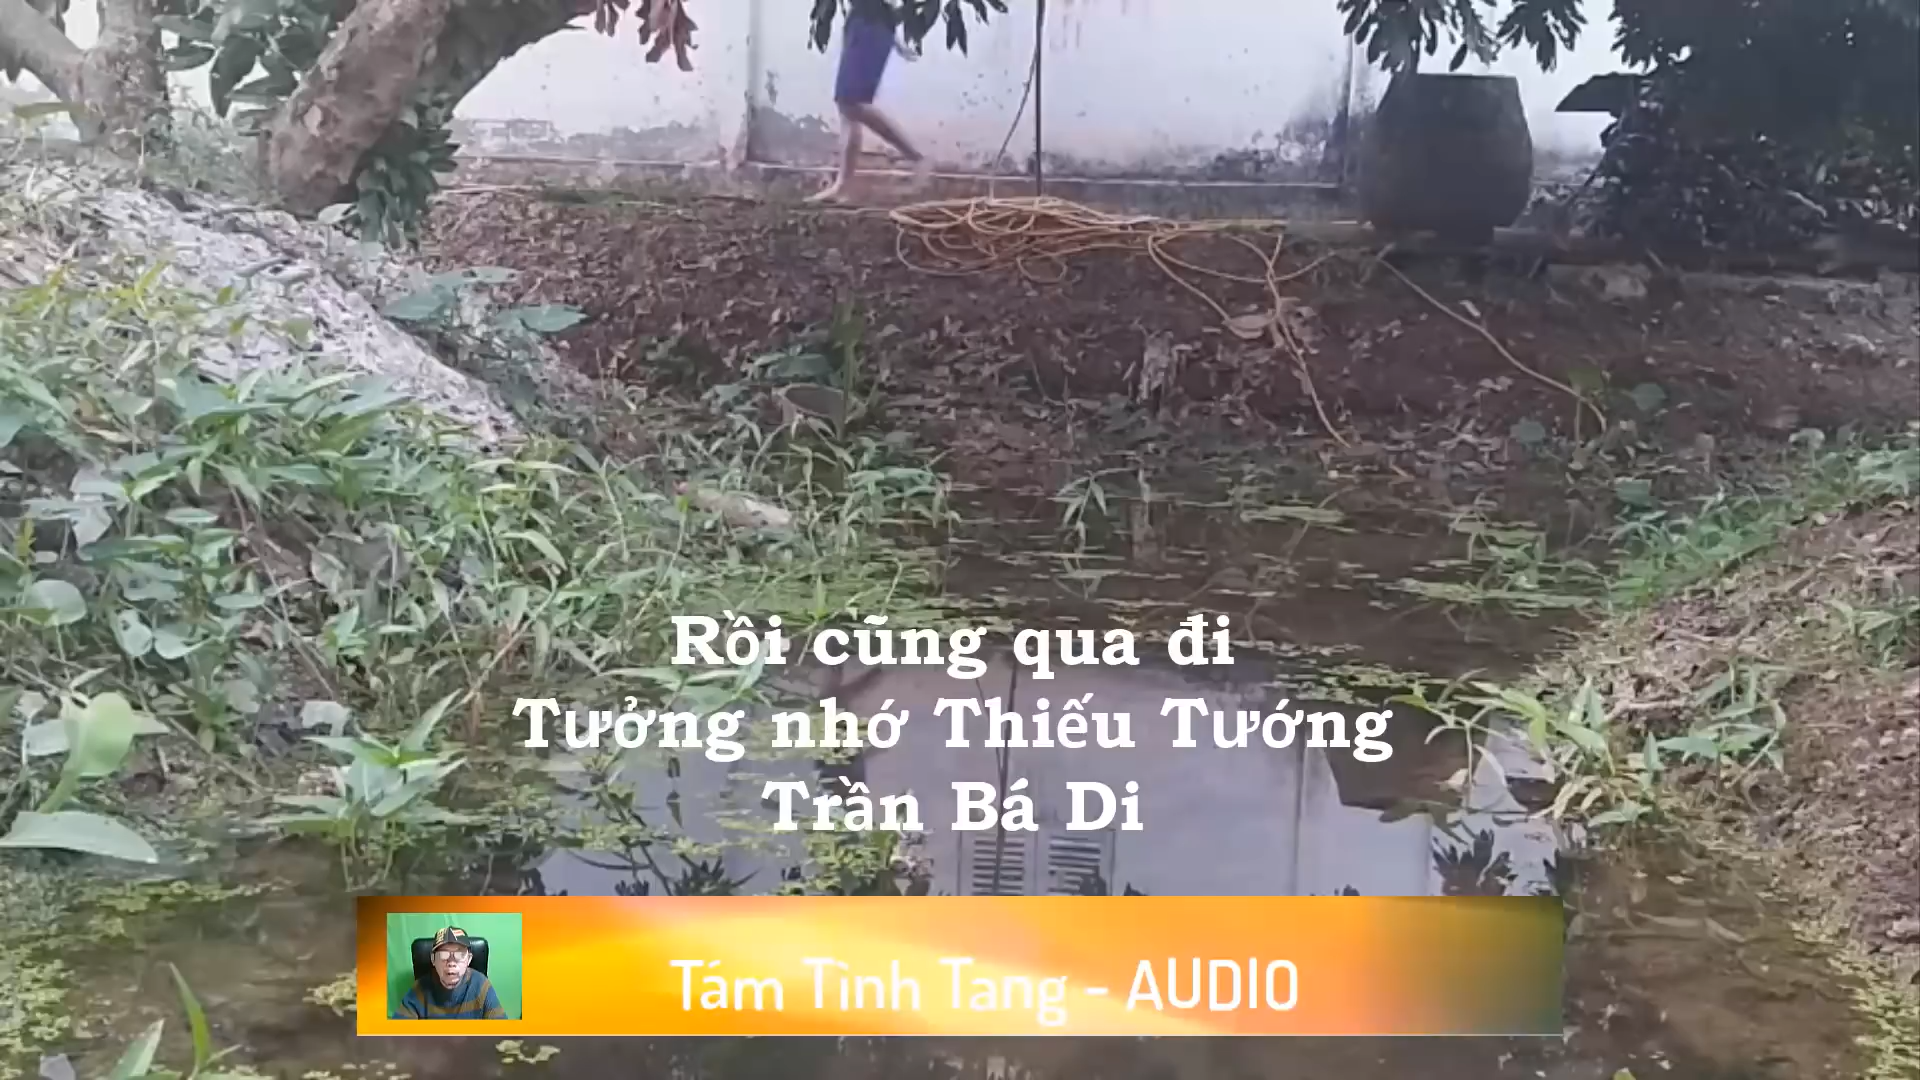 Rồi cũng qua đi
Tưởng nhớ Thiếu Tướng
Trần Bá Di
Tám Tình Tang - AUDIO